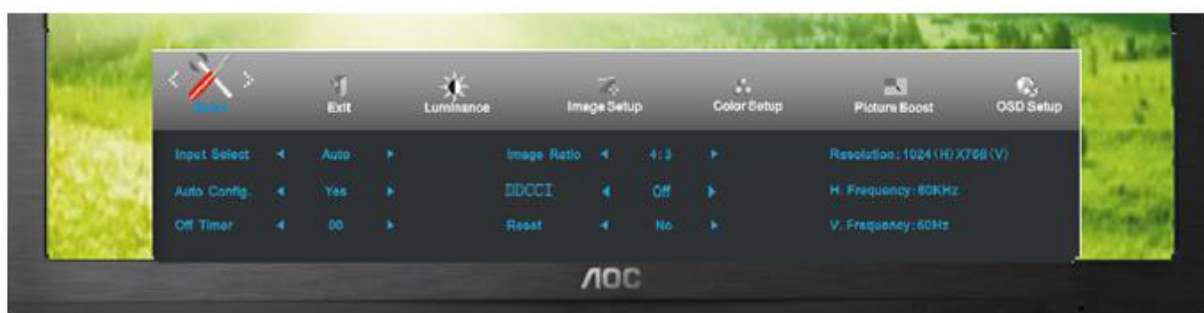 Exit
Luminance
Image Setup
Color Setup
Picture Boost
OSD Setup
Input Select Auto
Image Ratio 4:3
Resolution:1024(H)X768(V)
Auto Config. Yes
DDCCI Off
H. Frequency:60KHz
Off Timer 00
Reset No
V. Frequency:60Hz
AOC